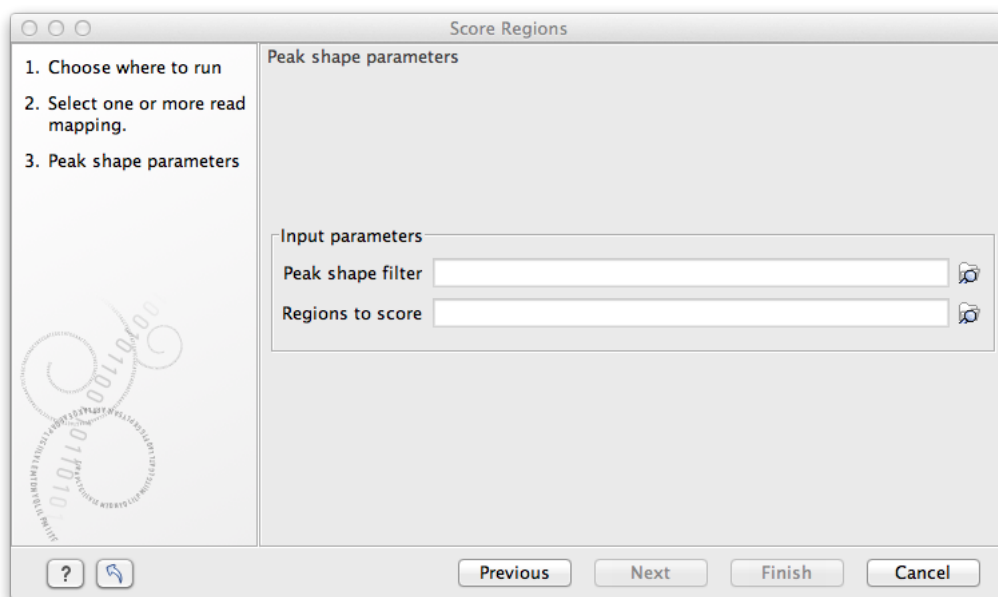 Score Regions
1. Choose where to run
2. Select one or more read
mapping.
3. Peak shape parameters
Peak shape parameters
Input parameters
Peak shape filter
Regions to score
?
Previous
Next
Finish
Cancel